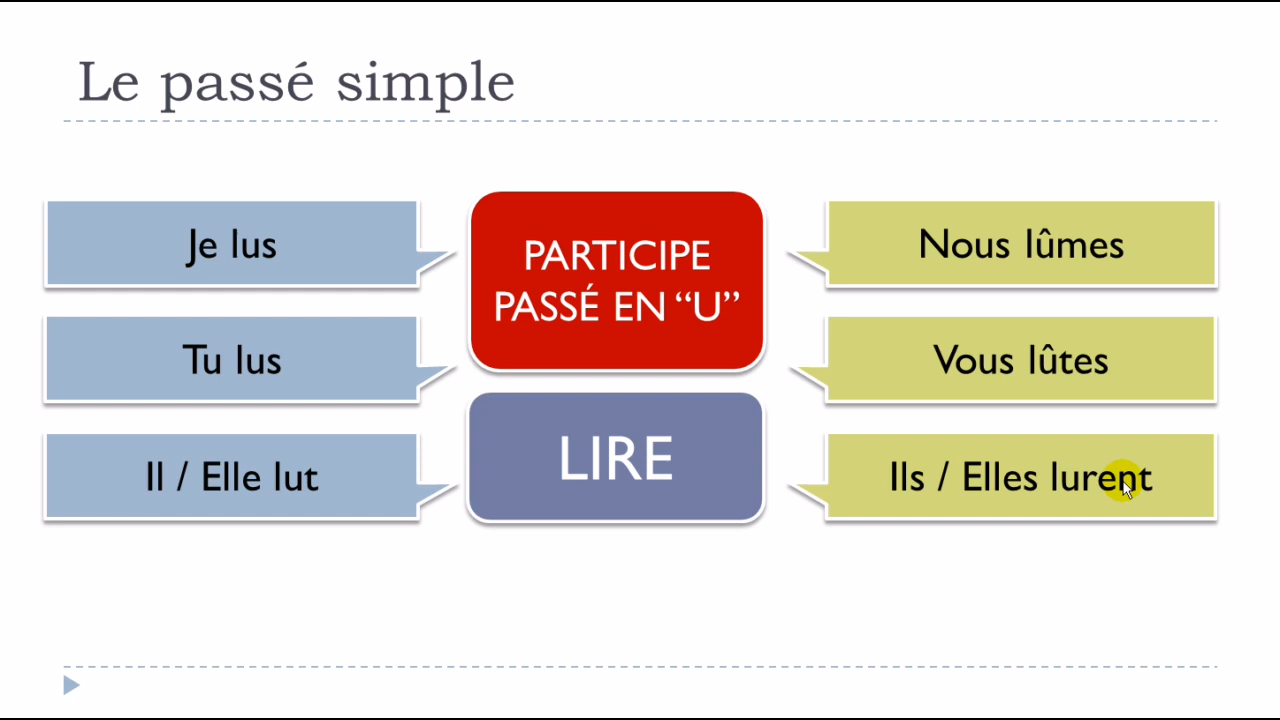 Le passé simple
Je lus
Tu lus
Il / Elle lut
PARTICIPE
PASSÉ EN “U”
LIRE
Nous lûmes
Vous lûtes
Ils / Elles lurent